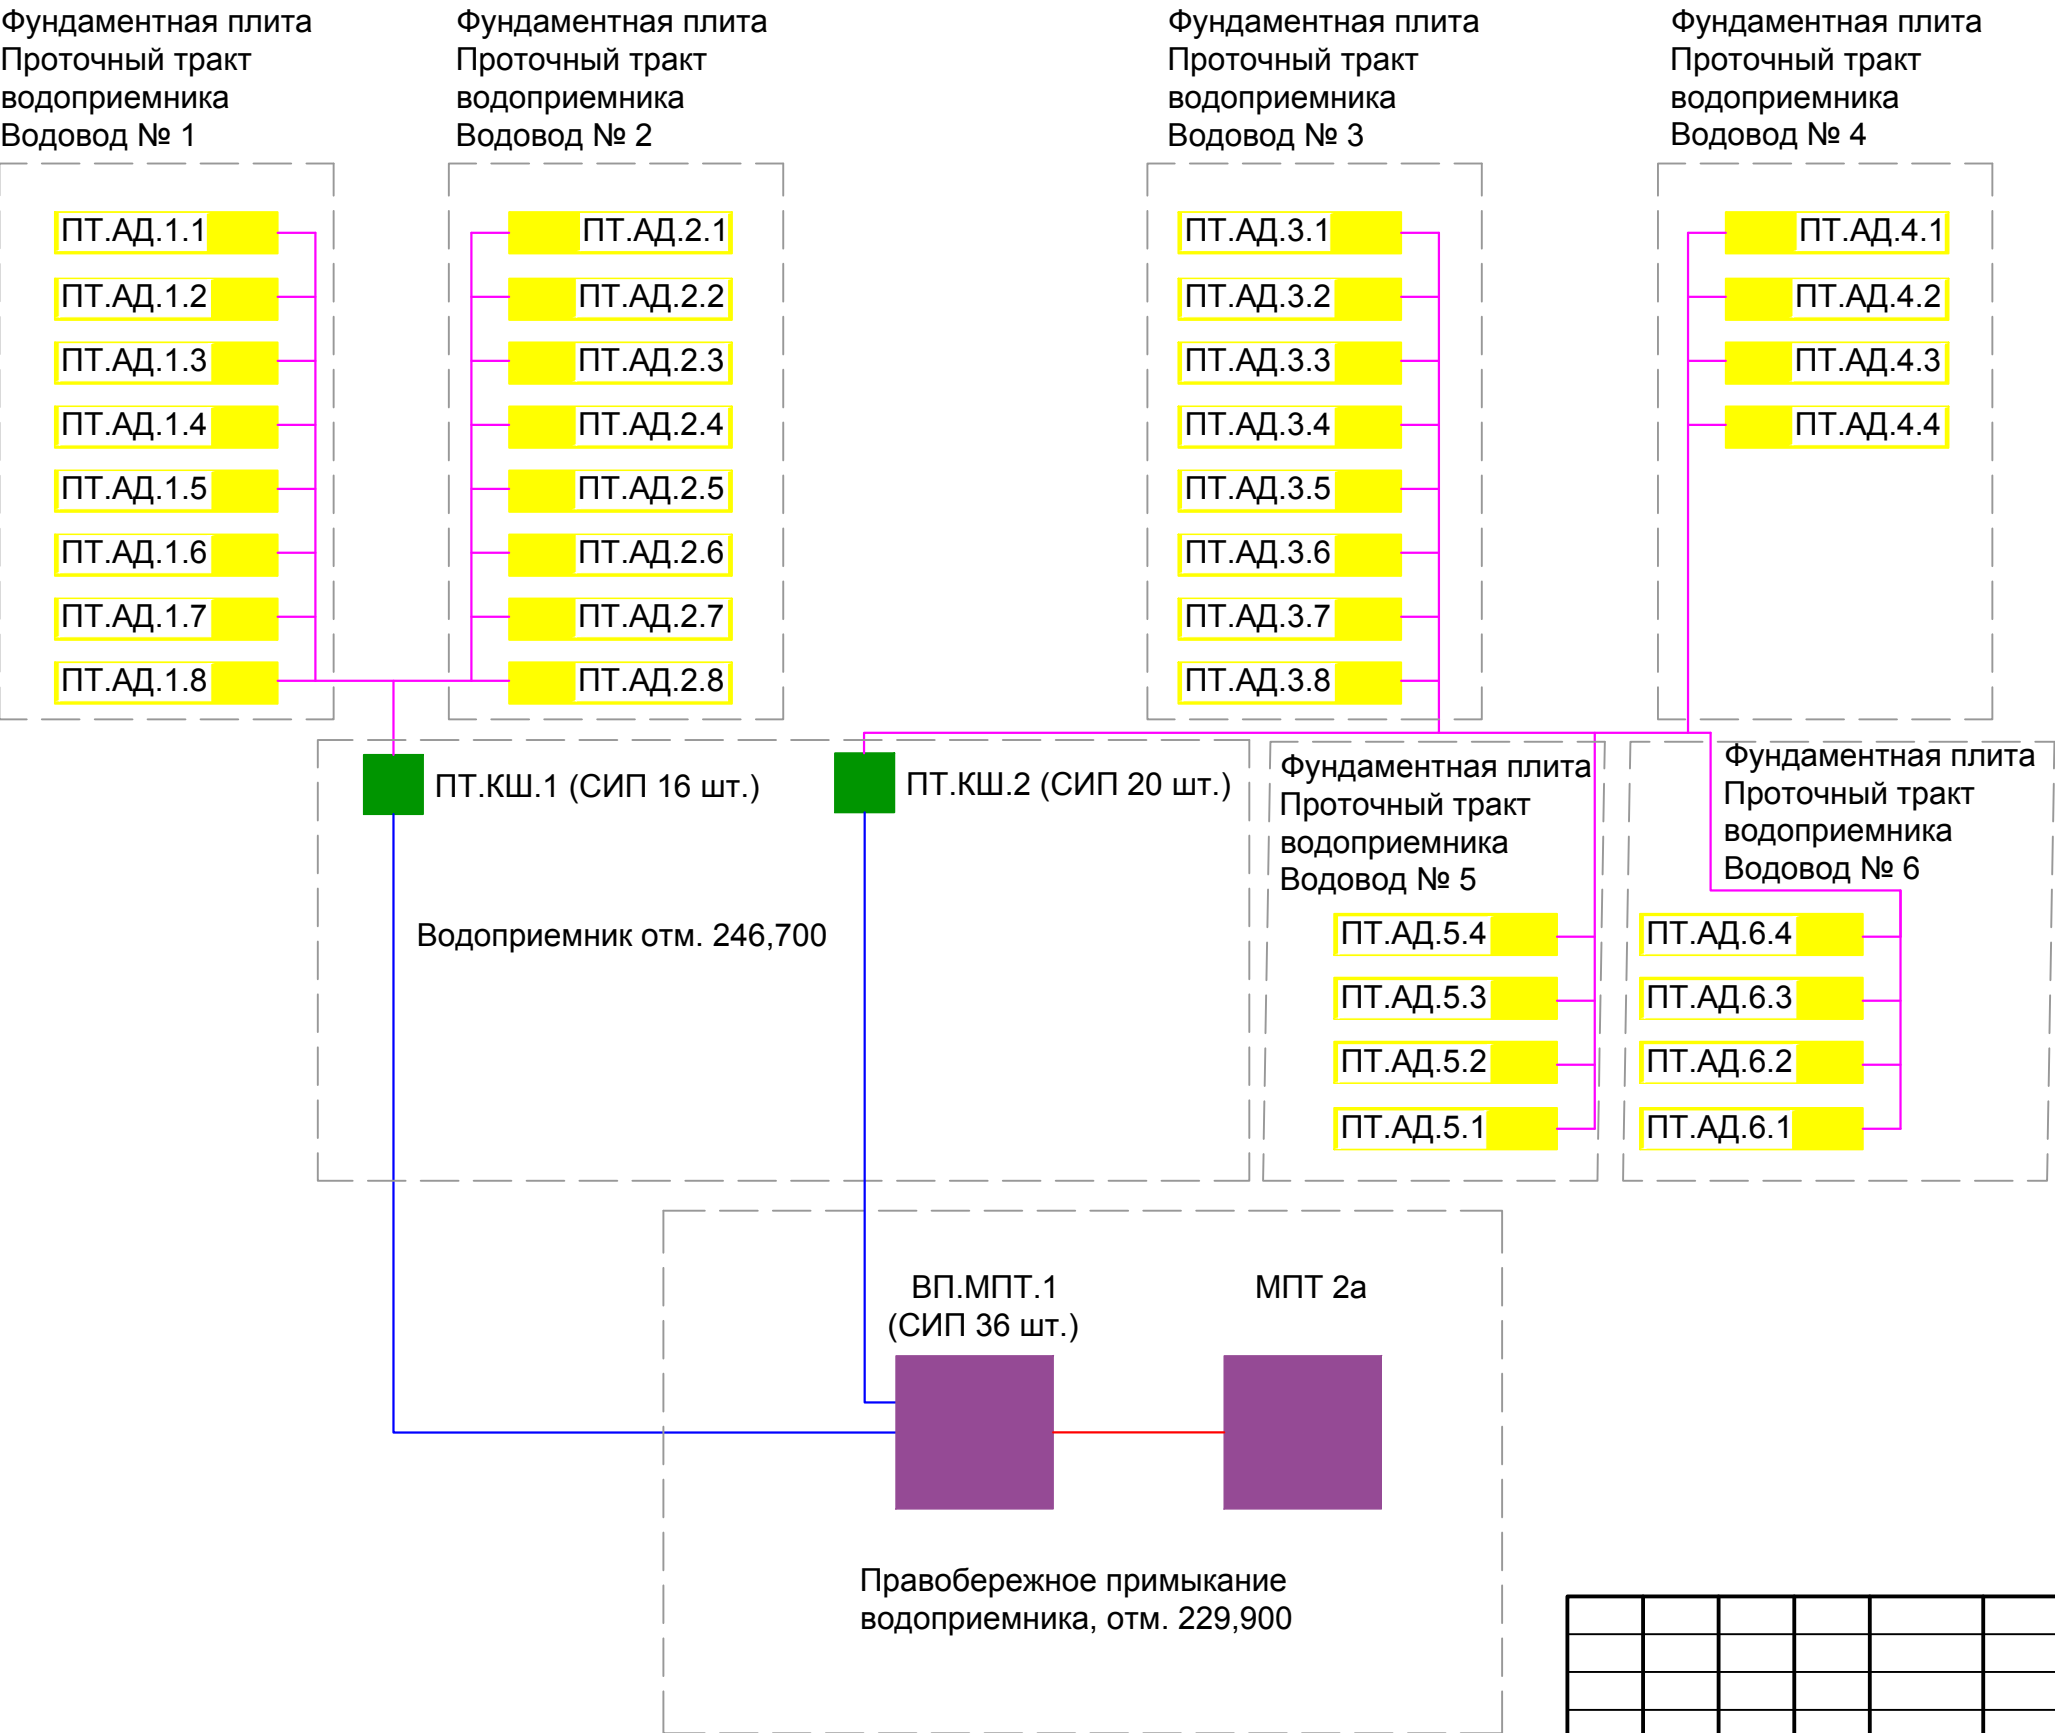 Фундаментная плита
Проточный тракт
водоприемника
Водовод № 1
Фундаментная плита
Проточный тракт
водоприемника
Водовод № 2
Фундаментная плита
Проточный тракт
водоприемника
Водовод № 3
Фундаментная плита
Проточный тракт
водоприемника
Водовод № 4
ПТ.АД.1.1
ПТ.АД.1.2
ПТ.АД.1.3
ПТ.АД.1.4
ПТ.АД.1.5
ПТ.АД.1.6
ПТ.АД.1.7
ПТ.АД.1.8
ПТ.АД.2.1
ПТ.АД.2.2
ПТ.АД.2.3
ПТ.АД.2.4
ПТ.АД.2.5
ПТ.АД.2.6
ПТ.АД.2.7
ПТ.АД.2.8
ПТ.АД.3.1
ПТ.АД.3.2
ПТ.АД.3.3
ПТ.АД.3.4
ПТ.АД.3.5
ПТ.АД.3.6
ПТ.АД.3.7
ПТ.АД.3.8
ПТ.АД.4.1
ПТ.АД.4.2
ПТ.АД.4.3
ПТ.АД.4.4
ПТ.КШ.1 (СИП 16 шт.)
ПТ.КШ.2 (СИП 20 шт.)
Водоприемник отм. 246,700
Фундаментная плита
Проточный тракт
водоприемника
Водовод № 5
ПТ.АД.5.4
ПТ.АД.5.3
ПТ.АД.5.2
ПТ.АД.5.1
Фундаментная плита
Проточный тракт
водоприемника
Водовод № 6
ПТ.АД.6.4
ПТ.АД.6.3
ПТ.АД.6.2
ПТ.АД.6.1
ВП.МПТ.1
(СИП 36 шт.)
МПТ 2а
Правобережное примыкание
водоприемника, отм. 229,900